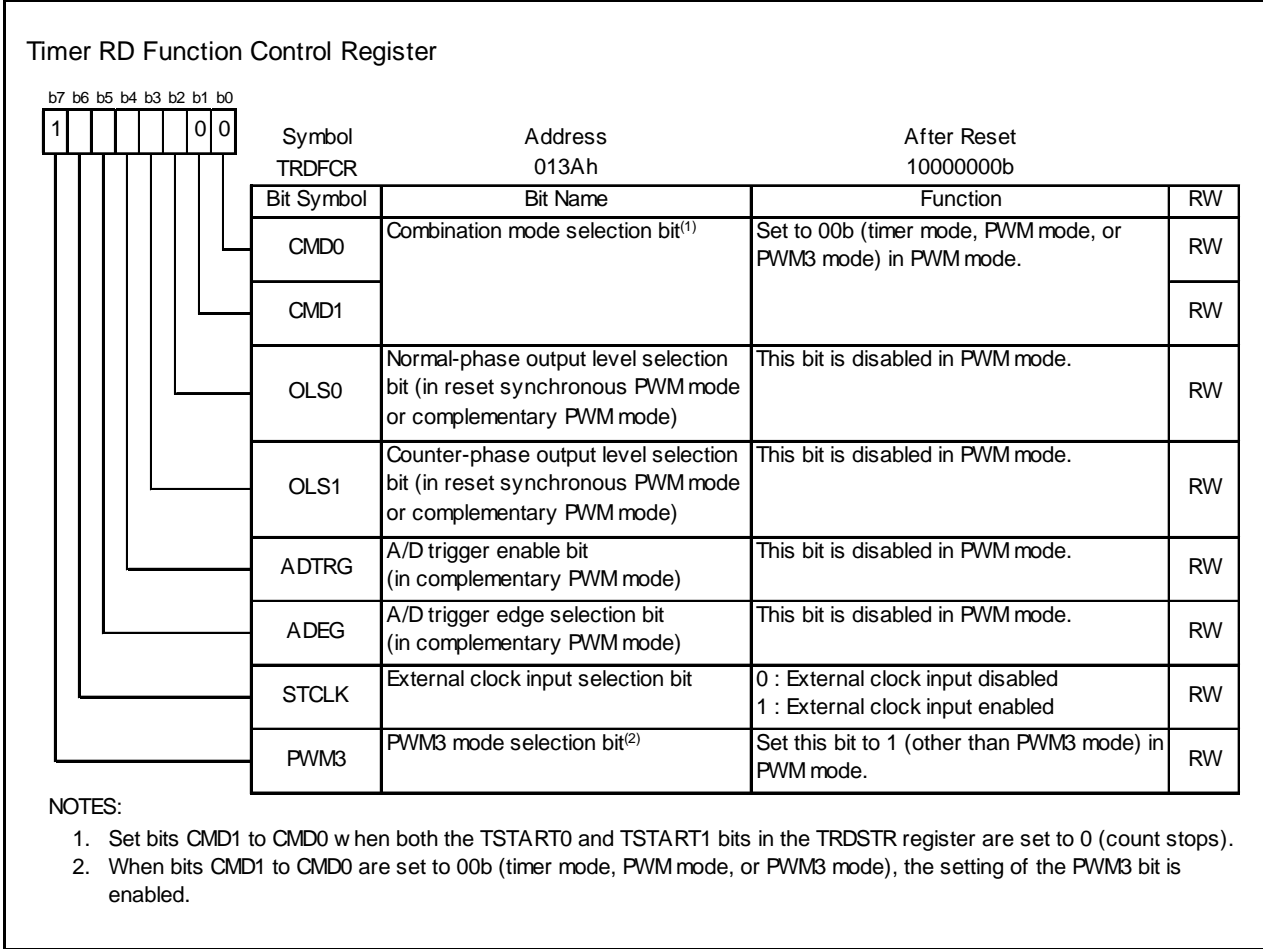 Timer RD Function Control Register
b7 b6 b5 b4 b3 b2 b1 b0
1 0 0
Symbol Address After Reset
TRDFCR 013Ah 10000000b
Bit Symbol Bit Name Function RW
CMD0 Combination mode selection bit(1) Set to 00b (timer mode, PWM mode, or
PWM3 mode) in PWM mode. RW
CMD1 RW
Normal-phase output level selection This bit is disabled in PWM mode.
OLS0 bit (in reset synchronous PWM mode RW
or complementary PWM mode)
Counter-phase output level selection This bit is disabled in PWM mode.
OLS1 bit (in reset synchronous PWM mode RW
or complementary PWM mode)
ADTRG A/D trigger enable bit This bit is disabled in PWM mode. RW
(in complementary PWM mode)
ADEG A/D trigger edge selection bit This bit is disabled in PWM mode. RW
(in complementary PWM mode)
STCLK External clock input selection bit 0 : External clock input disabled RW
1 : External clock input enabled
PWM3 PWM3 mode selection bit(2) Set this bit to 1 (other than PWM3 mode) in RW
PWM mode.
NOTES:
1. Set bits CMD1 to CMD0 when both the TSTART0 and TSTART1 bits in the TRDSTR register are set to 0 (count stops).
2. When bits CMD1 to CMD0 are set to 00b (timer mode, PWM mode, or PWM3 mode), the setting of the PWM3 bit is
enabled.